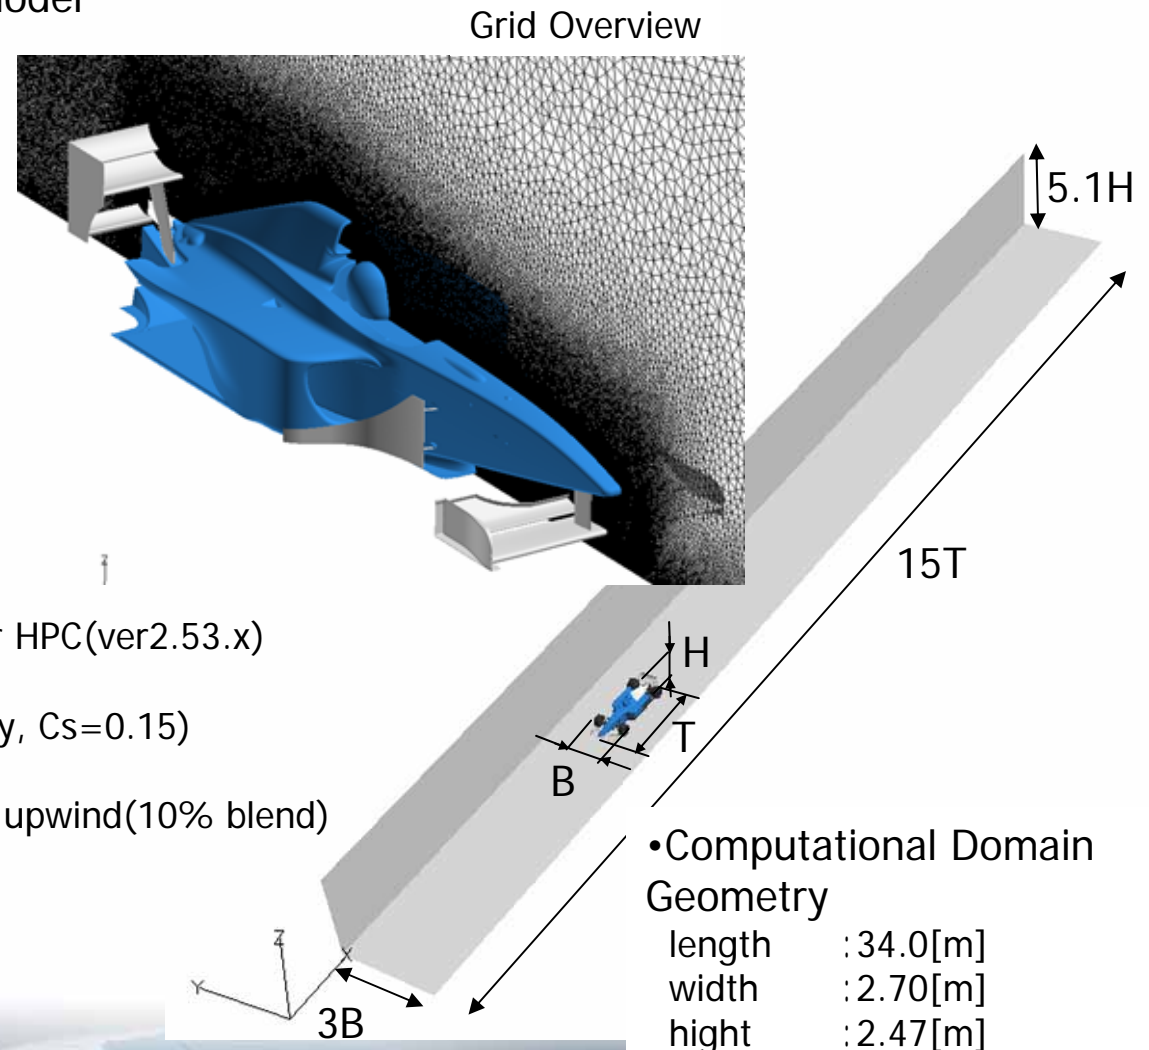 Grid Overview
5.1H
15T
HPC(ver2.53.x)
H
Cs=0.15)
T
B
upwind(10% blend)
•Computational Domain
Geometry
length :34.0[m]
width :2.70[m]
hight :2.47[m]
Z
X
Y
3B
z